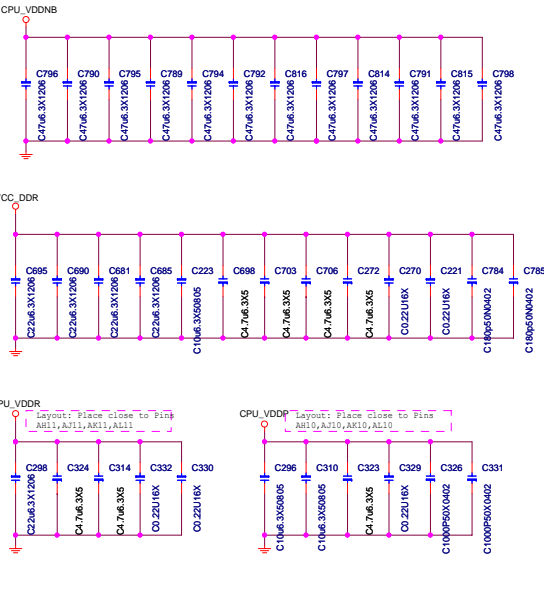 CPU_VDDNB
C796 C790 C795 C789 C794 C792 C816 C797 C814 C791 C815 C798
C47u6.3X1206 C47u6.3X1206 C47u6.3X1206 C47u6.3X1206 C47u6.3X1206 C47u6.3X1206 C47u6.3X1206 C47u6.3X1206 C47u6.3X1206 C47u6.3X1206 C47u6.3X1206 C47u6.3X1206
CC_DDR
C695 C690 C681 C685 C223 C698 C703 C706 C272 C270 C221 C784 C785
C22u6.3X1206 C22u6.3X1206 C22u6.3X1206 C22u6.3X1206 C10u6.3X50805 C4.7u6.3X5 C4.7u6.3X5 C4.7u6.3X5 C4.7u6.3X5 C0.22U16X C0.22U16X C180p50N0402 C180p50N0402
PU_VDDR
Layout: Place close to Pins
AH11,AJ11,AK11,AL11
C298 C324 C314 C332 C330
C22u6.3X1206 C4.7u6.3X5 C4.7u6.3X5 C0.22U16X C0.22U16X
CPU_VDDP
Layout: Place close to Pins
AH10,AJ10,AK10,AL10
C296 C310 C323 C329 C326 C331
C10u6.3X50805 C10u6.3X50805 C4.7u6.3X5 C0.22U16X C1000P50X0402 C1000P50X0402